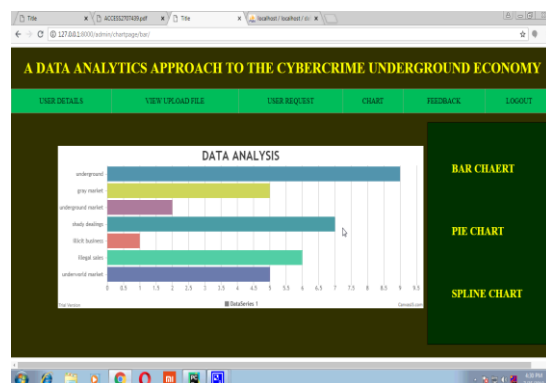 Title
ACCESS2707439.pdf
Title
localhost / localhost / 
127.0.0.1:8000/admin/chartpage/bar/
A DATA ANALYTICS APPROACH TO THE CYBERCRIME UNDERGROUND ECONOMY
USER DETAILS VIEW UPLOAD FILE USER REQUEST CHART FEEDBACK LOGOUT
DATA ANALYSIS
underground
gray market
underground market
shady dealings
illicit business
illegal sales
underworld market
0 0.5 1 1.5 2 2.5 3 3.5 4 4.5 5 5.5 6 6.5 7 7.5 8 8.5 9 9.5
DataSeries 1
Trial Version
CanvasJS.com
BAR CHAERT
PIE CHART
SPLINE CHART